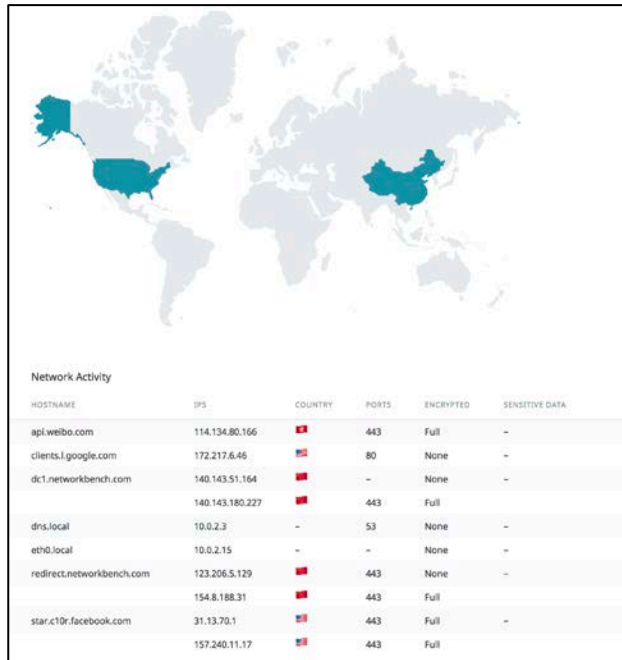 Network Activity
HOSTNAME IPS COUNTRY PORTS ENCRYPTED SENSITIVE DATA
api.weibo.com 114.134.80.166 443 Full –
clients.l.google.com 172.217.6.46 80 None –
dc1.networkbench.com 140.143.51.164 – None –
140.143.180.227 443 Full
dns.local 10.0.2.3 – 53 None –
eth0.local 10.0.2.15 – – None –
redirect.networkbench.com 123.206.5.129 443 None –
154.8.188.31 443 Full
star.c10r.facebook.com 31.13.70.1 443 Full –
157.240.11.17 443 Full